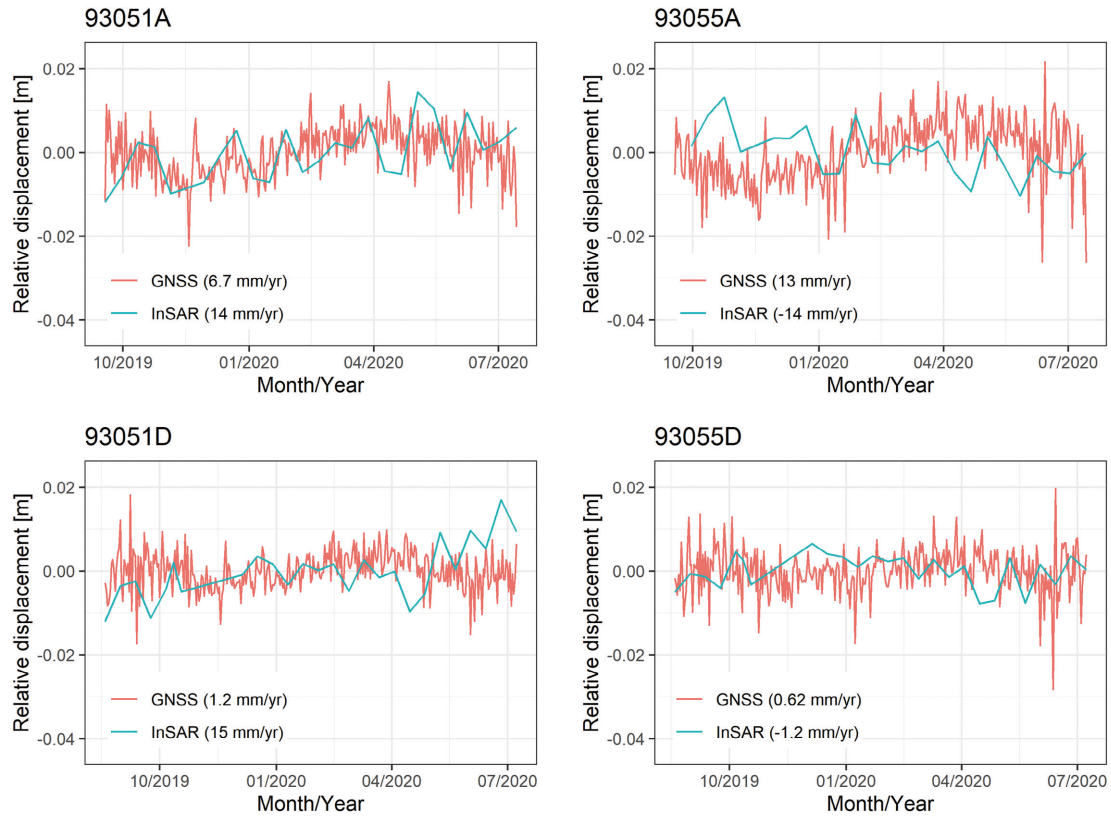 93051A
Relative displacement [m]
0.02
0.00
-0.02
-0.04
GNSS (6.7 mm/yr)
InSAR (14 mm/yr)
10/2019 01/2020 04/2020 07/2020
Month/Year
93055A
Relative displacement [m]
0.02
0.00
-0.02
-0.04
GNSS (13 mm/yr)
InSAR (-14 mm/yr)
10/2019 01/2020 04/2020 07/2020
Month/Year
93051D
Relative displacement [m]
0.02
0.00
-0.02
-0.04
GNSS (1.2 mm/yr)
InSAR (15 mm/yr)
10/2019 01/2020 04/2020 07/2020
Month/Year
93055D
Relative displacement [m]
0.02
0.00
-0.02
-0.04
GNSS (0.62 mm/yr)
InSAR (-1.2 mm/yr)
10/2019 01/2020 04/2020 07/2020
Month/Year